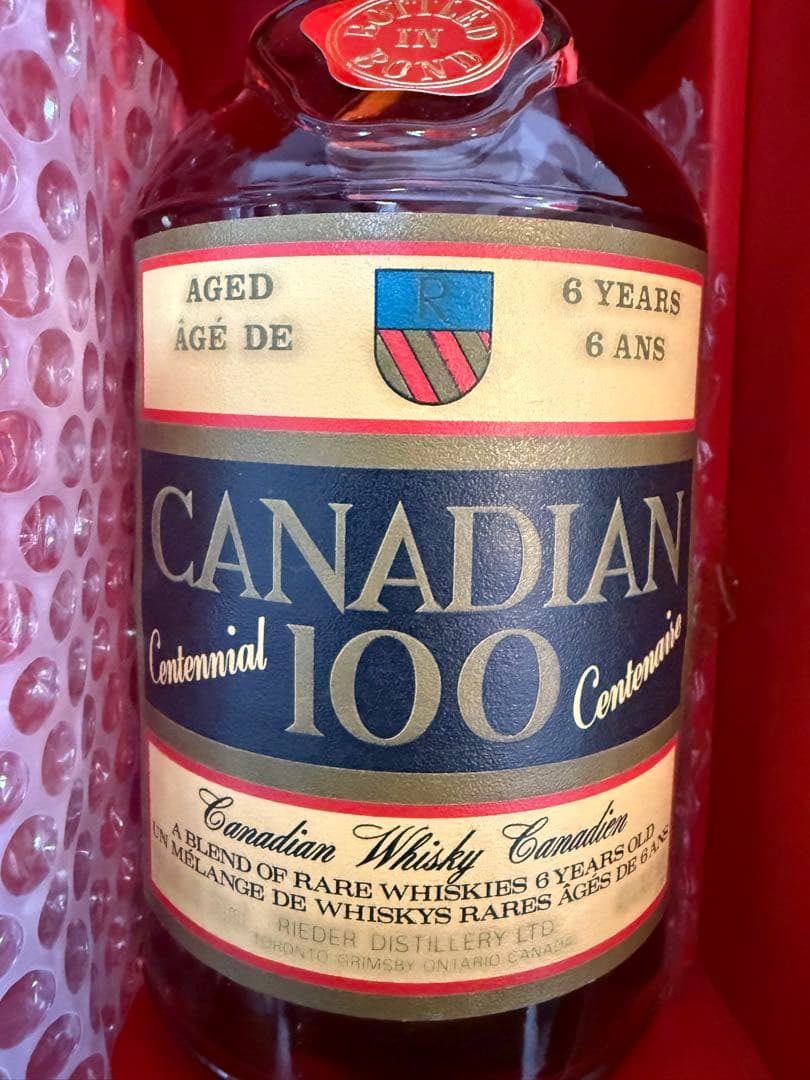 BOTTLED
IN
BOND
AGED
ÂGÉ DE
R
6 YEARS
6 ANS
CANADIAN
Centennial
100
Centenaire
Canadian Whisky Canadien
A BLEND OF RARE WHISKIES 6 YEARS OLD
UN MÉLANGE DE WHISKYS RARES ÂGÉS DE 6 ANS
RIEDER DISTILLERY LTD
TORONTO GRIMSBY ONTARIO CANADA